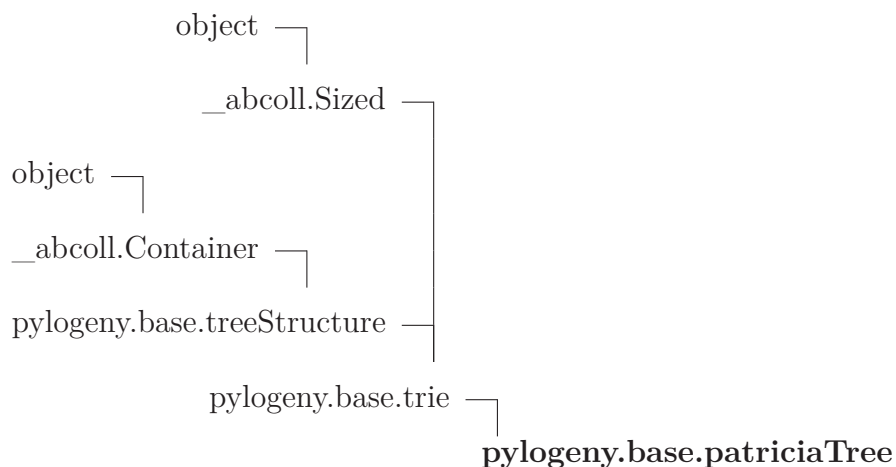 object
_abcoll.Sized
object
_abcoll.Container
pylogeny.base.treeStructure
pylogeny.base.trie
pylogeny.base.patriciaTree